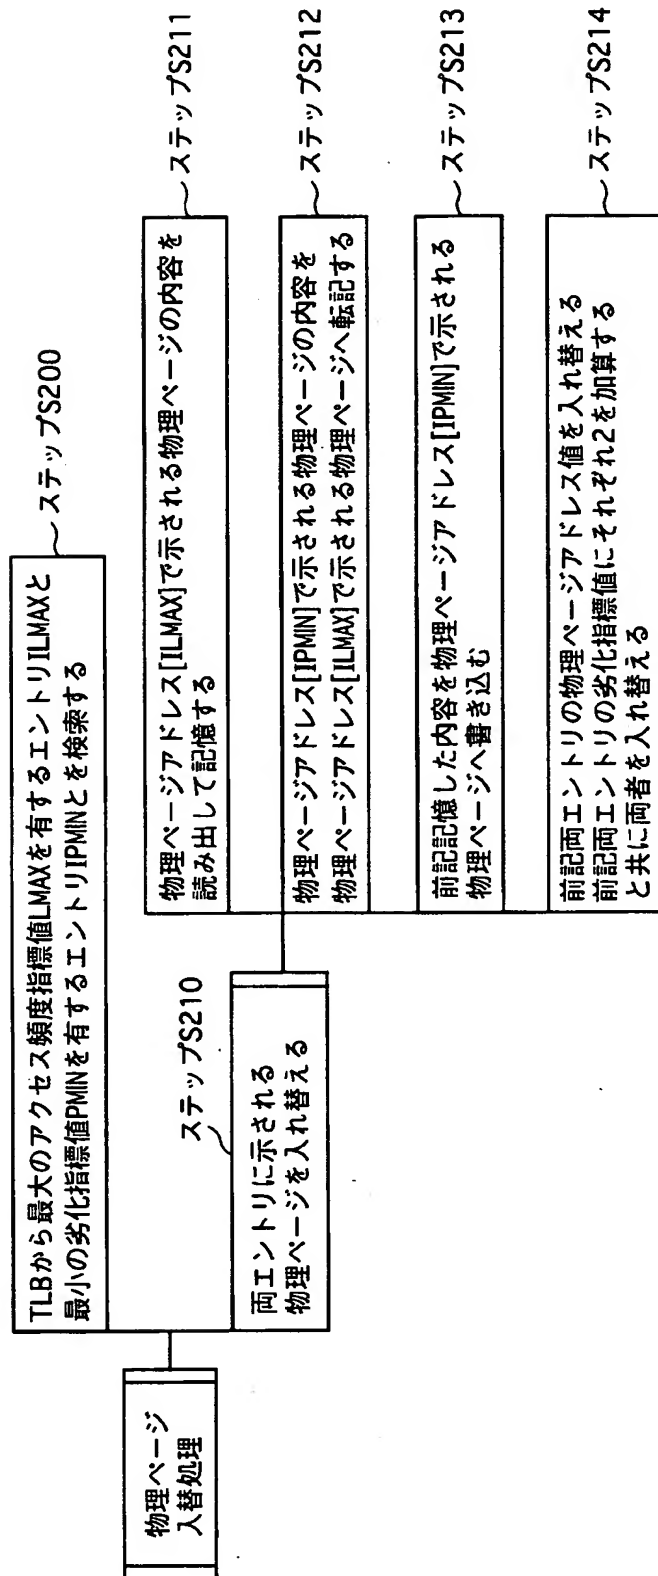 物理ページ
入替処理
TLBから最大のアクセス頻度指標値LMAXを有するエントリILMAXと
最小の劣化指標値PMINを有するエントリIPMINとを検索する
ステップS200
両エントリに示される
物理ページを入れ替える
ステップS210
物理ページアドレス[ILMAX]で示される物理ページの内容を
読み出して記憶する
ステップS211
物理ページアドレス[IPMIN]で示される物理ページの内容を
物理ページアドレス[ILMAX]で示される物理ページへ転記する
ステップS212
前記記憶した内容を物理ページアドレス[IPMIN]で示される
物理ページへ書き込む
ステップS213
前記両エントリの物理ページアドレス値を入れ替える
前記両エントリの劣化指標値にそれぞれ2を加算する
と共に両者を入れ替える
ステップS214